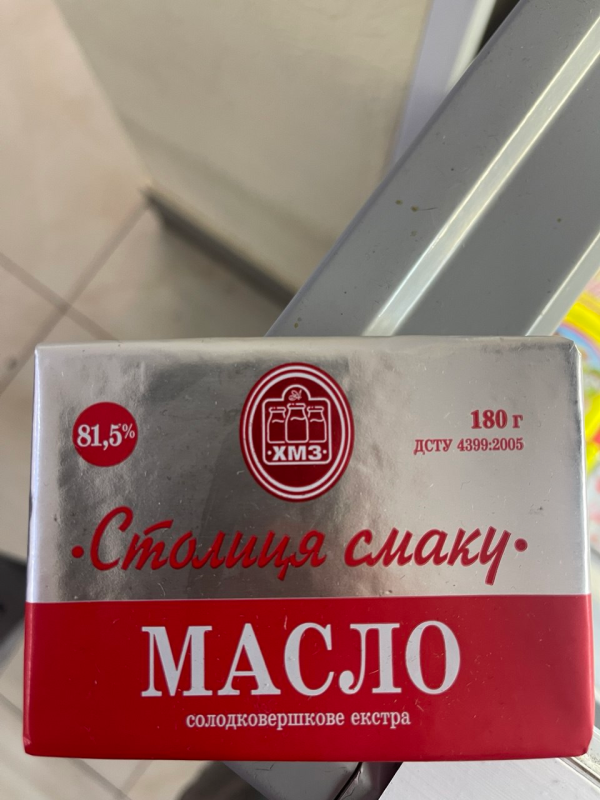 81,5%
ХМЗ
180 г
ДСТУ 4399:2005
·Столиця смаку·
МАСЛО
солодковершкове екстра